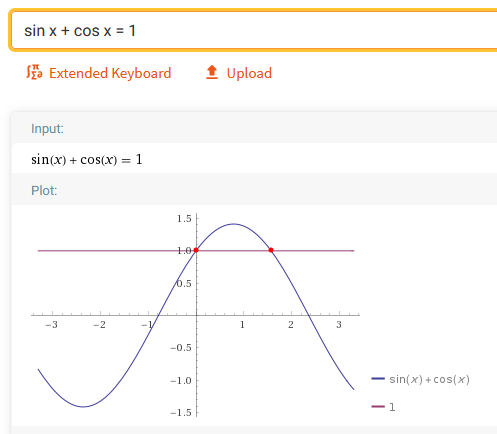 sin x + cos x = 1
Extended Keyboard
Upload
Input:
sin(x) + cos(x) = 1
Plot:
1.5
1.0
0.5
-3 -2 -1 1 2 3
-0.5
-1.0
-1.5
sin(x) + cos(x)
1